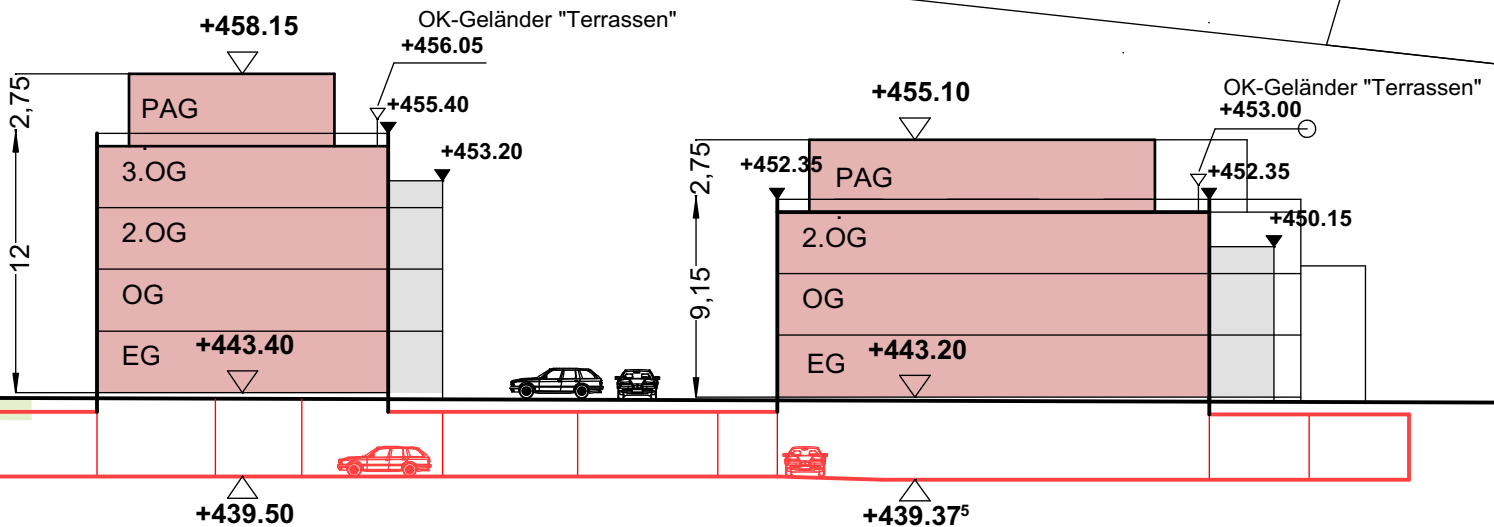 +458.15
OK-Geländer "Terrassen"
+456.05
+455.40
+453.20
2,75
12
PAG
3.OG
2.OG
OG
EG
+443.40
+439.50
OK-Geländer "Terrassen"
+453.00
+455.10
+452.35
+452.35
+450.15
2,75
9,15
PAG
2.OG
OG
EG
+443.20
+439.37⁵